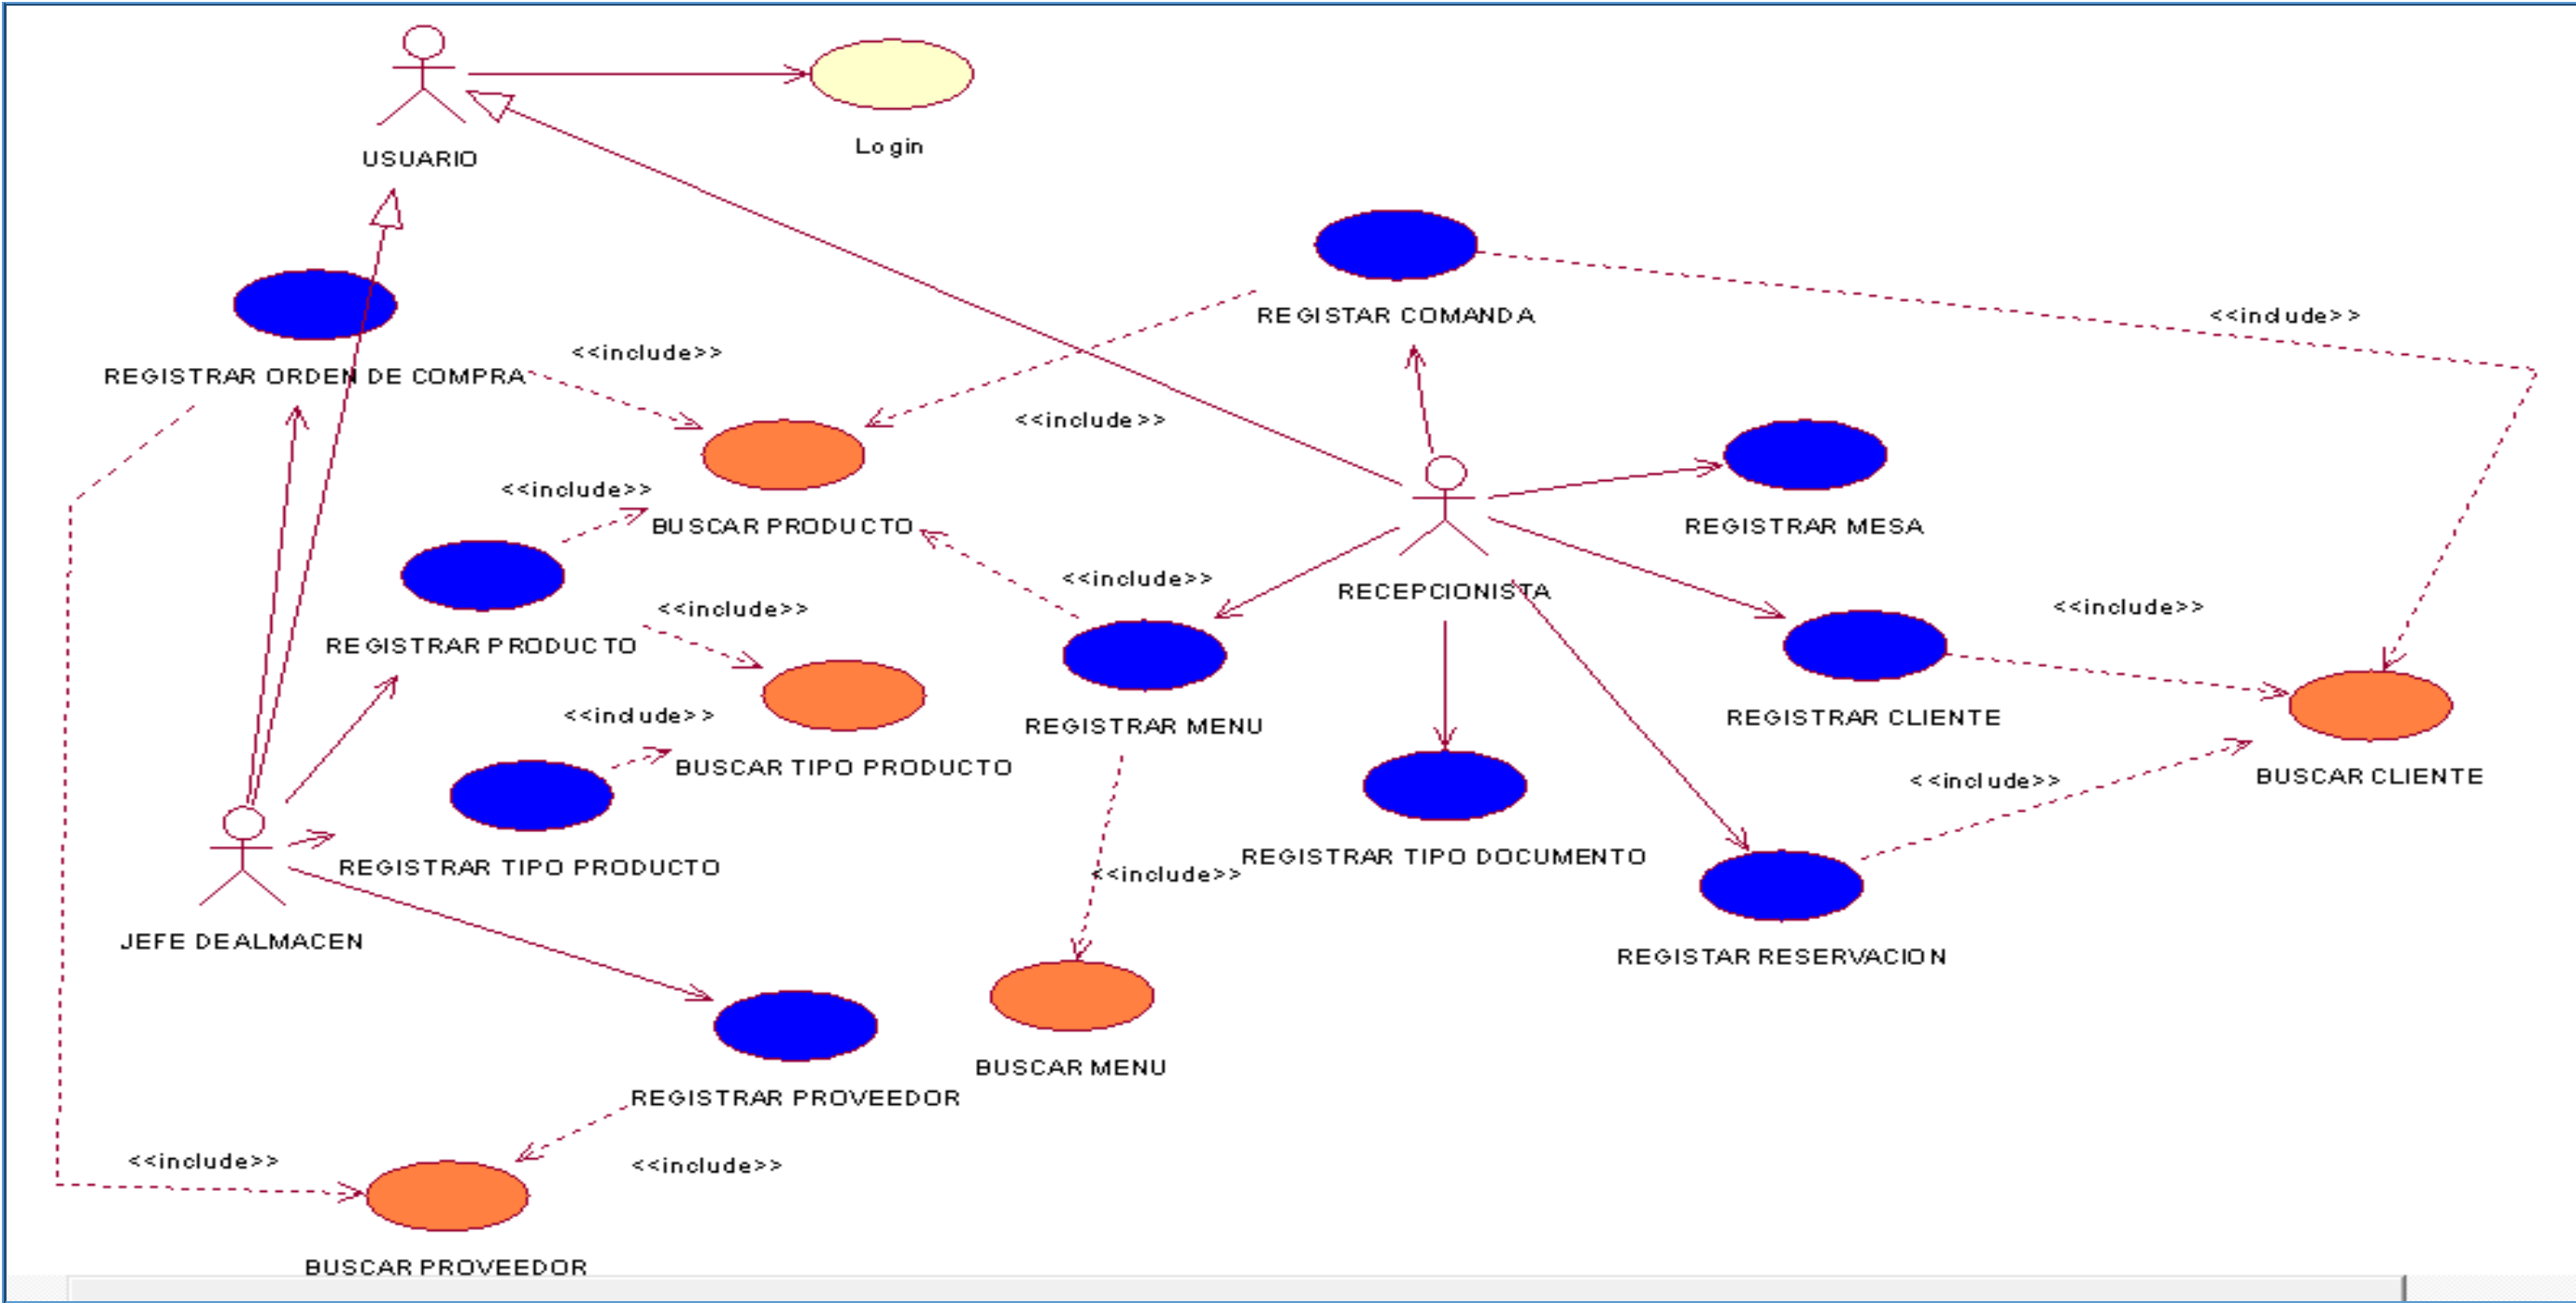 Login
USUARIO
REGISTAR COMANDA
<<include>>
<<include>>
REGISTRAR ORDEN DE COMPRA
<<include>>
<<include>>
BUSCAR PRODUCTO
REGISTRAR MESA
<<include>>
RECEPCIONISTA
<<include>>
<<include>>
REGISTRAR PRODUCTO
<<include>>
REGISTRAR MENU
REGISTRAR CLIENTE
BUSCAR TIPO PRODUCTO
<<include>>
BUSCAR CLIENTE
REGISTRAR TIPO PRODUCTO
<<include>>
REGISTRAR TIPO DOCUMENTO
JEFE DE ALMACEN
REGISTAR RESERVACION
BUSCAR MENU
REGISTRAR PROVEEDOR
<<include>>
<<include>>
BUSCAR PROVEEDOR